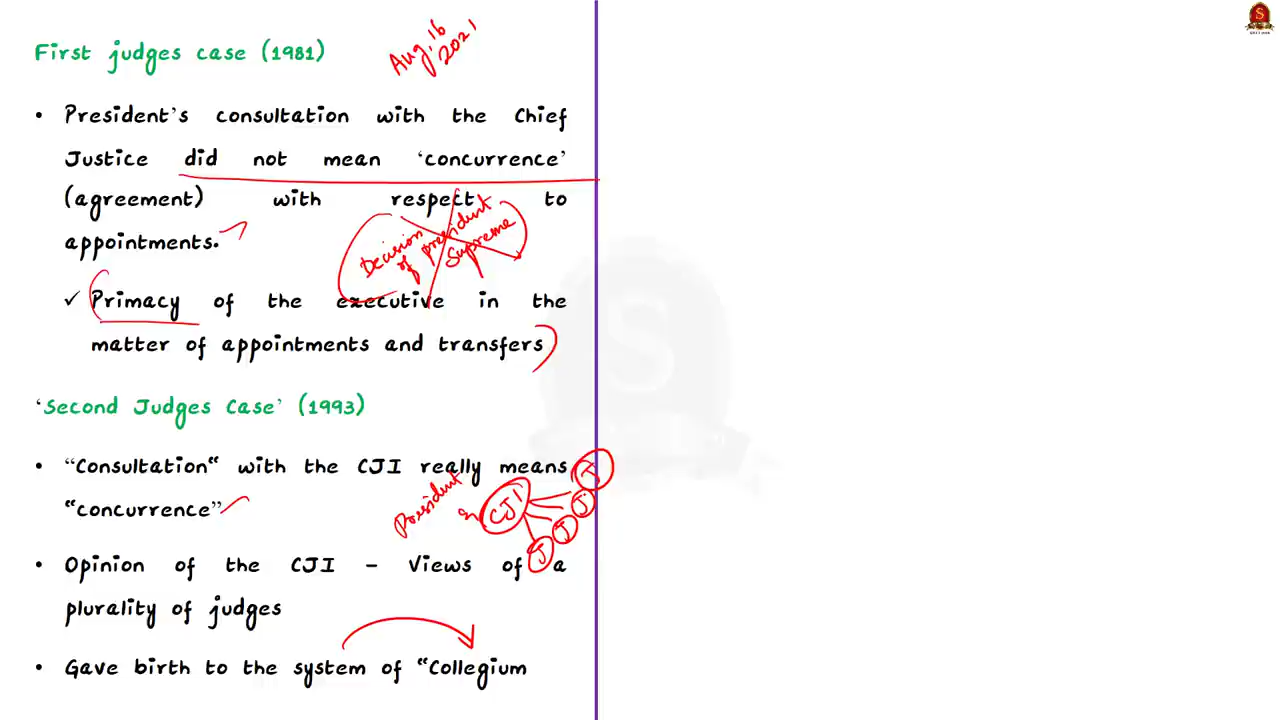 First judges case (1981)
Aug, 16
2021
• President's consultation with the Chief
Justice did not mean 'concurrence'
(agreement) with respect to
appointments.
Decision of president
Supreme
✓ Primacy of the executive in the
matter of appointments and transfers
'Second Judges Case' (1993)
• “Consultation“ with the CJI really means
“concurrence”
President
CJI
J
J
J
J
• Opinion of the CJI – Views of a
plurality of judges
• Gave birth to the system of “Collegium
S